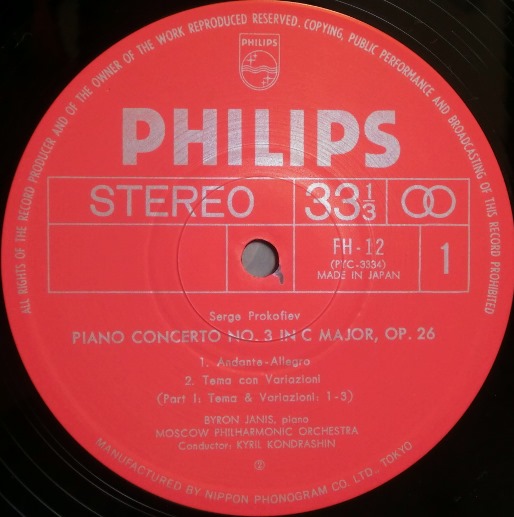 ALL RIGHTS OF THE RECORD PRODUCER AND OF THE OWNER OF THE WORK REPRODUCED RESERVED. COPYING, PUBLIC PERFORMANCE AND BROADCASTING OF THIS RECORD PROHIBITED
PHILIPS
PHILIPS
STEREO
33 1/3
FH-12
1
MADE IN JAPAN
Serge Prokofiev
PIANO CONCERTO NO. 3 IN C MAJOR, OP. 26
1. Andante-Allegro
2. Tema con Variazioni
(Part I: Tema & Variazioni: 1-3)
BYRON JANIS, piano
MOSCOW PHILHARMONIC ORCHESTRA
Conductor: KYRIL KONDRASHIN
②
MANUFACTURED BY NIPPON PHONOGRAM CO. LTD., TOKYO